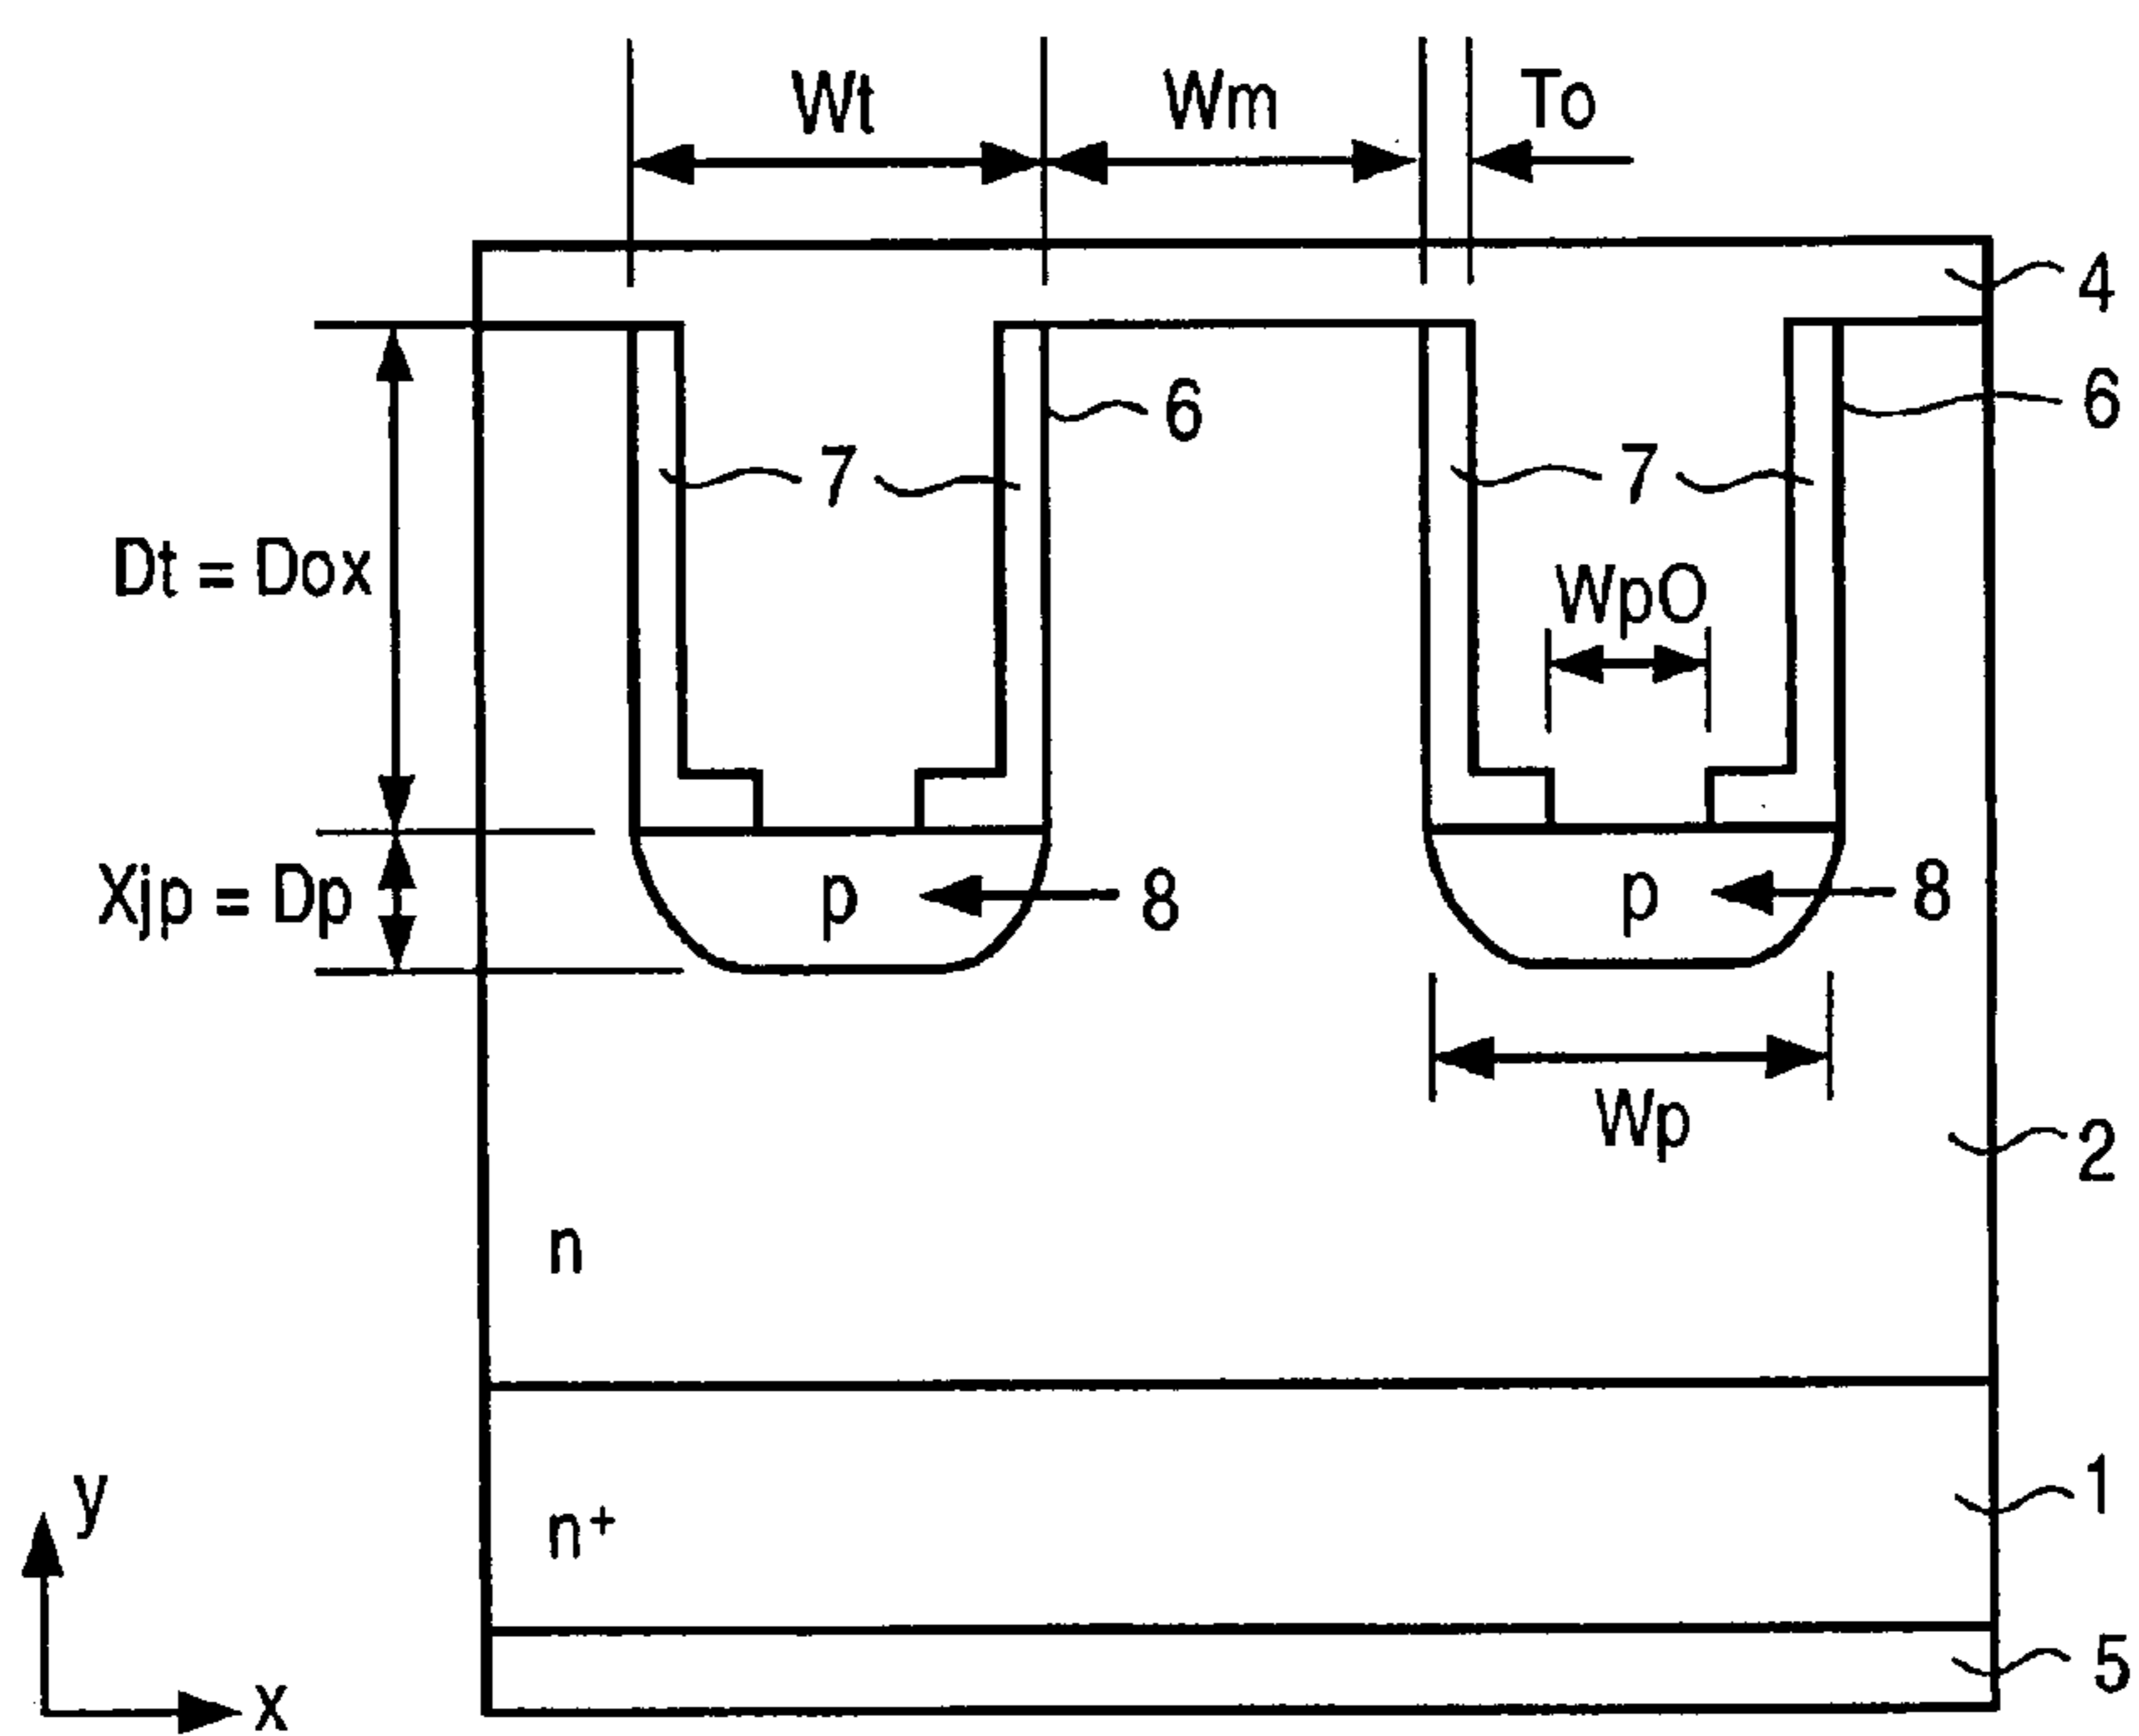 Wt Wm To
4
6 6
7 7
Dt = Dox
WpO
Xjp = Dp
p 8 p 8
Wp
2
n
1
n+
y
5
x